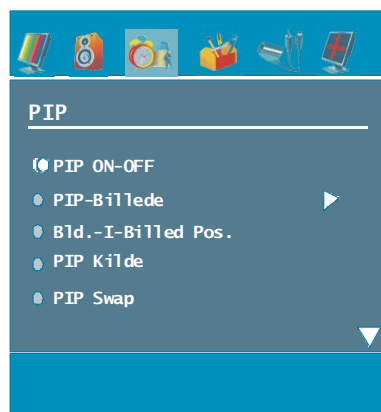 PIP
PIP ON-OFF
PIP-Billede
Bld.-I-Billed Pos.
PIP Kilde
PIP Swap